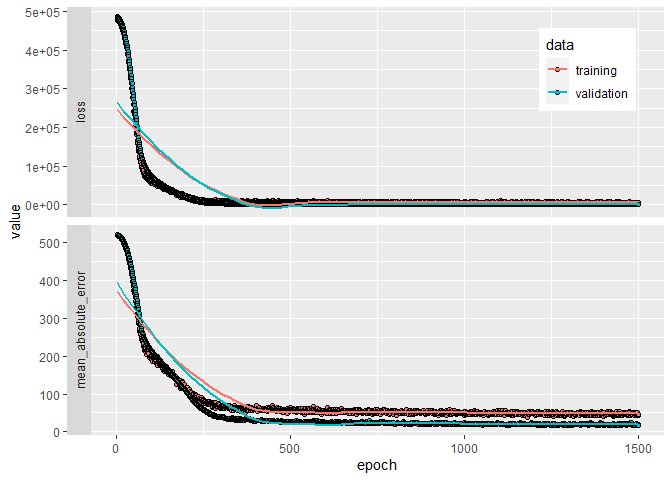 5e+05
4e+05
3e+05
2e+05
1e+05
0e+00
loss
data
training
validation
value
500
400
300
200
100
0
mean_absolute_error
0
500
1000
1500
epoch